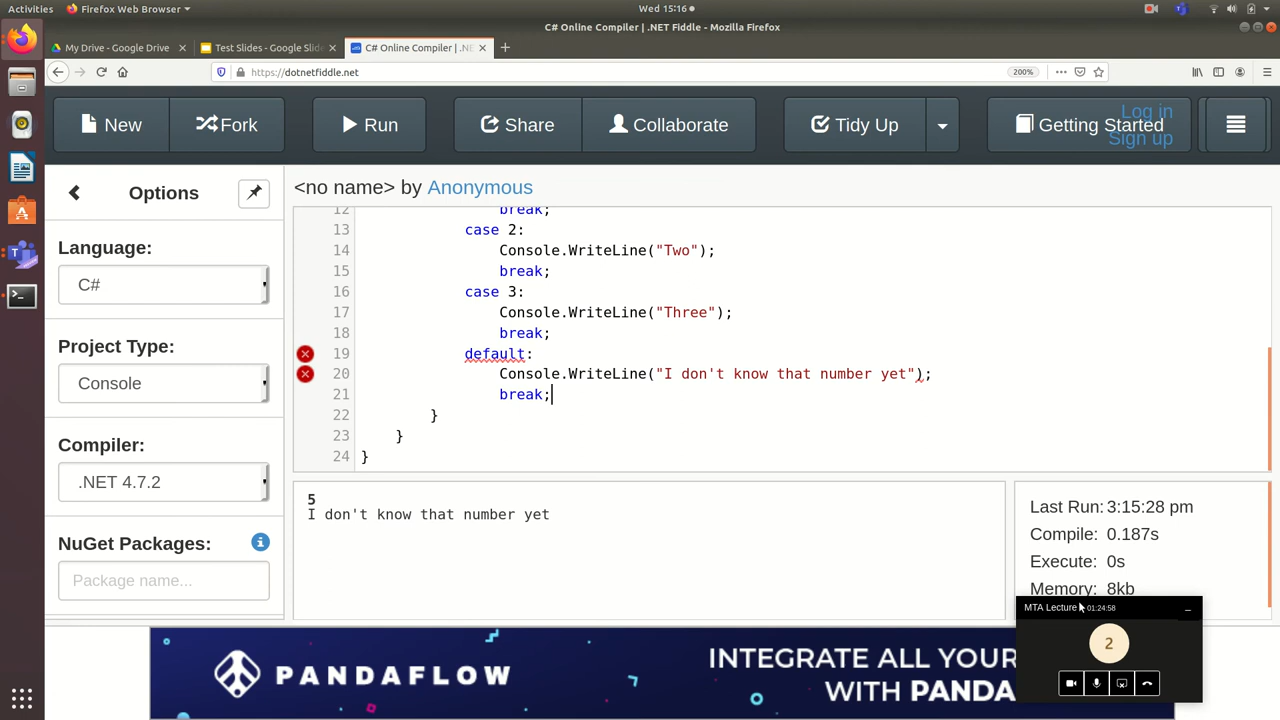 Activities
Firefox Web Browser
Wed 15:16
C# Online Compiler | .NET Fiddle - Mozilla Firefox
My Drive - Google Drive
Test Slides - Google Slide
C# Online Compiler | .NE
https://dotnetfiddle.net
200%
New
Fork
Run
Share
Collaborate
Tidy Up
Getting Started
Log in
Sign up
Options
<no name> by Anonymous
Language:
C#
Project Type:
Console
Compiler:
.NET 4.7.2
NuGet Packages:
Package name...
12 break;
13 case 2:
14 Console.WriteLine("Two");
15 break;
16 case 3:
17 Console.WriteLine("Three");
18 break;
19 default:
20 Console.WriteLine("I don't know that number yet");
21 break;
22 }
23 }
24 }
5
I don't know that number yet
Last Run: 3:15:28 pm
Compile: 0.187s
Execute: 0s
Memory: 8kb
MTA Lecture 01:24:58
2
PANDAFLOW
INTEGRATE ALL YOUR
WITH PANDA